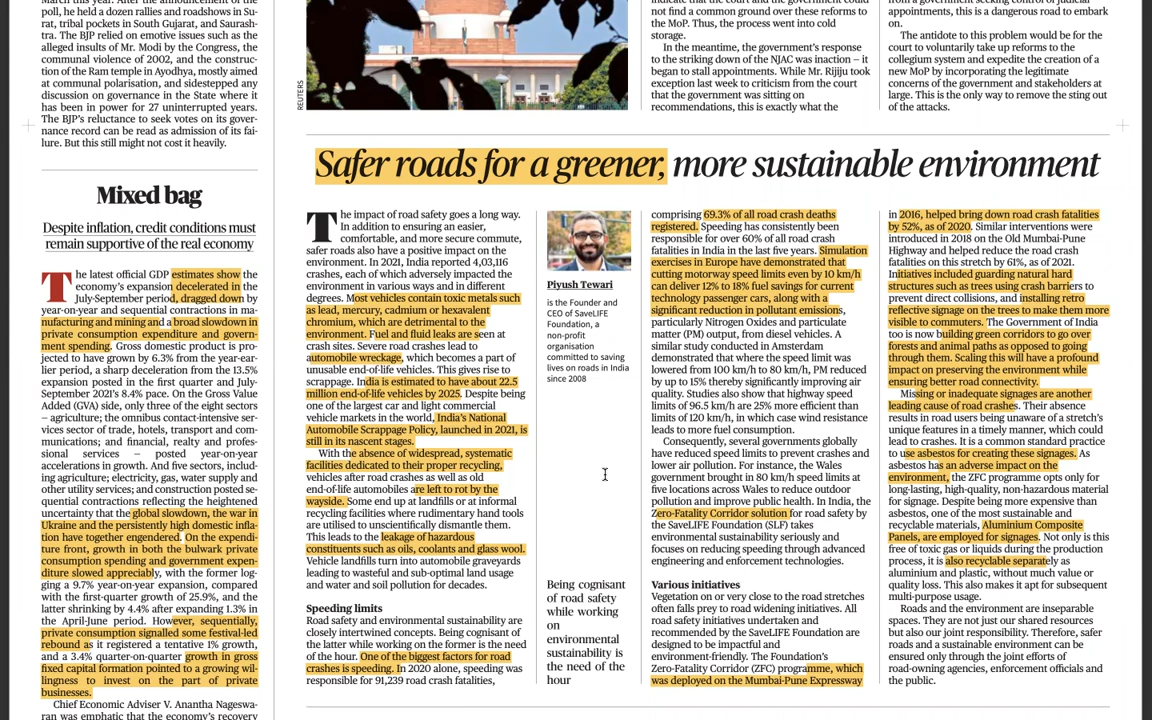 March this year. After the announcement of the
poll, he held a dozen rallies and roadshows in Su-
rat, tribal pockets in South Gujarat, and Saurash-
tra. The BJP relied on emotive issues such as the
alleged insults of Mr. Modi by the Congress, the
communal violence of 2002, and the construc-
tion of the Ram temple in Ayodhya, mostly aimed
at communal polarisation, and sidestepped any
discussion on governance in the State where it
has been in power for 27 uninterrupted years.
The BJP's reluctance to seek votes on its gover-
nance record can be read as admission of its fai-
lure. But this still might not cost it heavily.
Mixed bag
Despite inflation, credit conditions must
remain supportive of the real economy
The latest official GDP estimates show the
economy's expansion decelerated in the
July-September period, dragged down by
year-on-year and sequential contractions in ma-
nufacturing and mining and a broad slowdown in
private consumption expenditure and govern-
ment spending. Gross domestic product is pro-
jected to have grown by 6.3% from the year-ear-
lier period, a sharp deceleration from the 13.5%
expansion posted in the first quarter and July-
September 2021's 8.4% pace. On the Gross Value
Added (GVA) side, only three of the eight sectors
– agriculture; the omnibus contact-intensive ser-
vices sector of trade, hotels, transport and com-
munications; and financial, realty and profes-
sional services – posted year-on-year
accelerations in growth. And five sectors, includ-
ing agriculture; electricity, gas, water supply and
other utility services; and construction posted se-
quential contractions reflecting the heightened
uncertainty that the global slowdown, the war in
Ukraine and the persistently high domestic infla-
tion have together engendered. On the expendi-
ture front, growth in both the bulwark private
consumption spending and government expen-
diture slowed appreciably, with the former log-
ging a 9.7% year-on-year expansion, compared
with the first-quarter growth of 25.9%, and the
latter shrinking by 4.4% after expanding 1.3% in
the April-June period. However, sequentially,
private consumption signalled some festival-led
rebound as it registered a tentative 1% growth,
and a 3.4% quarter-on-quarter growth in gross
fixed capital formation pointed to a growing wil-
lingness to invest on the part of private
businesses.
Chief Economic Adviser V. Anantha Nageswa-
ran was emphatic that the economy's recovery
REUTERS
indicate that the court and the government could
not find a common ground over these reforms to
the MoP. Thus, the process went into cold
storage.
In the meantime, the government's response
to the striking down of the NJAC was inaction – it
began to stall appointments. While Mr. Rijiju took
exception last week to criticism from the court
that the government was sitting on
recommendations, this is exactly what the
from a government seeking control of judicial
appointments, this is a dangerous road to embark
on.
The antidote to this problem would be for the
court to voluntarily take up reforms to the
collegium system and expedite the creation of a
new MoP by incorporating the legitimate
concerns of the government and stakeholders at
large. This is the only way to remove the sting out
of the attacks.
Safer roads for a greener, more sustainable environment
The impact of road safety goes a long way.
In addition to ensuring an easier,
comfortable, and more secure commute,
safer roads also have a positive impact on the
environment. In 2021, India reported 4,03,116
crashes, each of which adversely impacted the
environment in various ways and in different
degrees. Most vehicles contain toxic metals such
as lead, mercury, cadmium or hexavalent
chromium, which are detrimental to the
environment. Fuel and fluid leaks are seen at
crash sites. Severe road crashes lead to
automobile wreckage, which becomes a part of
unusable end-of-life vehicles. This gives rise to
scrappage. India is estimated to have about 22.5
million end-of-life vehicles by 2025. Despite being
one of the largest car and light commercial
vehicle markets in the world, India's National
Automobile Scrappage Policy, launched in 2021, is
still in its nascent stages.
With the absence of widespread, systematic
facilities dedicated to their proper recycling,
vehicles after road crashes as well as old
end-of-life automobiles are left to rot by the
wayside. Some end up at landfills or at informal
recycling facilities where rudimentary hand tools
are utilised to unscientifically dismantle them.
This leads to the leakage of hazardous
constituents such as oils, coolants and glass wool.
Vehicle landfills turn into automobile graveyards
leading to wasteful and sub-optimal land usage
and water and soil pollution for decades.
Speeding limits
Road safety and environmental sustainability are
closely intertwined concepts. Being cognisant of
the latter while working on the former is the need
of the hour. One of the biggest factors for road
crashes is speeding. In 2020 alone, speeding was
responsible for 91,239 road crash fatalities,
Piyush Tewari
is the Founder and
CEO of SaveLIFE
Foundation, a
non-profit
organisation
committed to saving
lives on roads in India
since 2008
Being cognisant
of road safety
while working
on
environmental
sustainability is
the need of the
hour
comprising 69.3% of all road crash deaths
registered. Speeding has consistently been
responsible for over 60% of all road crash
fatalities in India in the last five years. Simulation
exercises in Europe have demonstrated that
cutting motorway speed limits even by 10 km/h
can deliver 12% to 18% fuel savings for current
technology passenger cars, along with a
significant reduction in pollutant emissions,
particularly Nitrogen Oxides and particulate
matter (PM) output, from diesel vehicles. A
similar study conducted in Amsterdam
demonstrated that where the speed limit was
lowered from 100 km/h to 80 km/h, PM reduced
by up to 15% thereby significantly improving air
quality. Studies also show that highway speed
limits of 96.5 km/h are 25% more efficient than
limits of 120 km/h, in which case wind resistance
leads to more fuel consumption.
Consequently, several governments globally
have reduced speed limits to prevent crashes and
lower air pollution. For instance, the Wales
government brought in 80 km/h speed limits at
five locations across Wales to reduce outdoor
pollution and improve public health. In India, the
Zero-Fatality Corridor solution for road safety by
the SaveLIFE Foundation (SLF) takes
environmental sustainability seriously and
focuses on reducing speeding through advanced
engineering and enforcement technologies.
Various initiatives
Vegetation on or very close to the road stretches
often falls prey to road widening initiatives. All
road safety initiatives undertaken and
recommended by the SaveLIFE Foundation are
designed to be impactful and
environment-friendly. The Foundation's
Zero-Fatality Corridor (ZFC) programme, which
was deployed on the Mumbai-Pune Expressway
in 2016, helped bring down road crash fatalities
by 52%, as of 2020. Similar interventions were
introduced in 2018 on the Old Mumbai-Pune
Highway and helped reduce the road crash
fatalities on this stretch by 61%, as of 2021.
Initiatives included guarding natural hard
structures such as trees using crash barriers to
prevent direct collisions, and installing retro
reflective signage on the trees to make them more
visible to commuters. The Government of India
too is now building green corridors to go over
forests and animal paths as opposed to going
through them. Scaling this will have a profound
impact on preserving the environment while
ensuring better road connectivity.
Missing or inadequate signages are another
leading cause of road crashes. Their absence
results in road users being unaware of a stretch's
unique features in a timely manner, which could
lead to crashes. It is a common standard practice
to use asbestos for creating these signages. As
asbestos has an adverse impact on the
environment, the ZFC programme opts only for
long-lasting, high-quality, non-hazardous material
for signage. Despite being more expensive than
asbestos, one of the most sustainable and
recyclable materials, Aluminium Composite
Panels, are employed for signages. Not only is this
free of toxic gas or liquids during the production
process, it is also recyclable separately as
aluminium and plastic, without much value or
quality loss. This also makes it apt for subsequent
multi-purpose usage.
Roads and the environment are inseparable
spaces. They are not just our shared resources
but also our joint responsibility. Therefore, safer
roads and a sustainable environment can be
ensured only through the joint efforts of
road-owning agencies, enforcement officials and
the public.